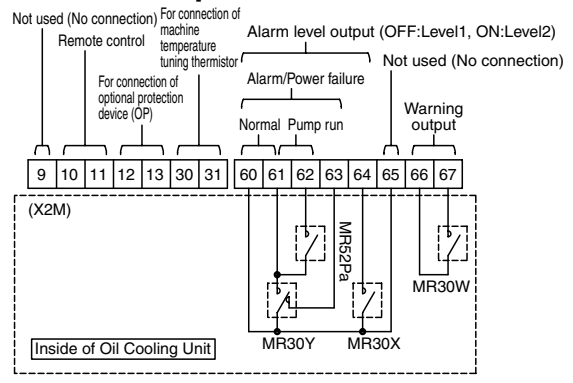 Not used (No connection)
For connection of
machine
temperature
tuning thermistor
Remote control
For connection of
optional protection
device (OP)
Alarm level output (OFF:Level1, ON:Level2)
Not used (No connection)
Alarm/Power failure
Normal Pump run
Warning
output
9 10 11 12 13 30 31 60 61 62 63 64 65 66 67
(X2M)
MR52Pa
MR30W
MR30Y
MR30X
Inside of Oil Cooling Unit